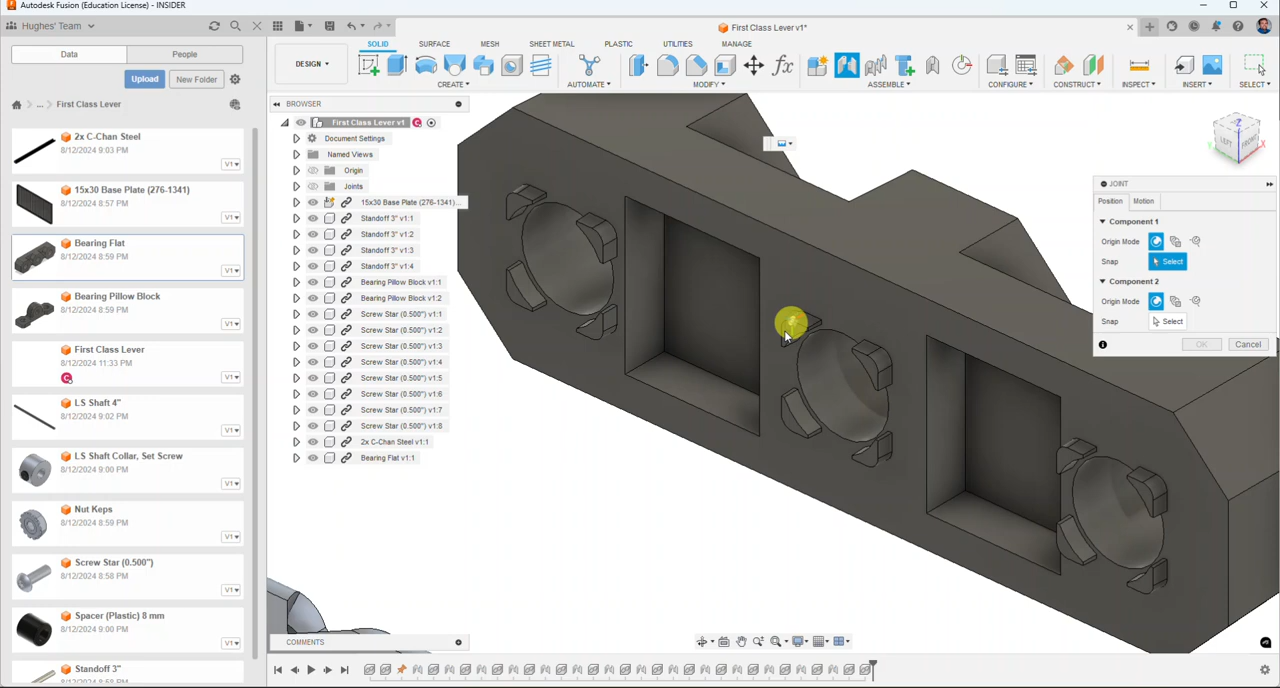 Autodesk Fusion (Education License) - INSIDER
Hughes' Team
First Class Lever v1*
Data
People
Upload
New Folder
...
First Class Lever
2x C-Chan Steel
8/12/2024 9:03 PM
V1
15x30 Base Plate (276-1341)
8/12/2024 8:57 PM
V1
Bearing Flat
8/12/2024 8:59 PM
V1
Bearing Pillow Block
8/12/2024 8:59 PM
V1
First Class Lever
8/12/2024 11:33 PM
V1
LS Shaft 4"
8/12/2024 9:02 PM
V1
LS Shaft Collar, Set Screw
8/12/2024 9:00 PM
V1
Nut Keps
8/12/2024 8:59 PM
V1
Screw Star (0.500")
8/12/2024 8:58 PM
V1
Spacer (Plastic) 8 mm
8/12/2024 9:00 PM
V1
Standoff 3"
8/12/2024 8:58 PM
SOLID
SURFACE
MESH
SHEET METAL
PLASTIC
UTILITIES
MANAGE
DESIGN
CREATE
AUTOMATE
MODIFY
ASSEMBLE
CONFIGURE
CONSTRUCT
INSPECT
INSERT
SELECT
BROWSER
First Class Lever v1
Document Settings
Named Views
Origin
Joints
15x30 Base Plate (276-1341)...
Standoff 3" v1:1
Standoff 3" v1:2
Standoff 3" v1:3
Standoff 3" v1:4
Bearing Pillow Block v1:1
Bearing Pillow Block v1:2
Screw Star (0.500") v1:1
Screw Star (0.500") v1:2
Screw Star (0.500") v1:3
Screw Star (0.500") v1:4
Screw Star (0.500") v1:5
Screw Star (0.500") v1:6
Screw Star (0.500") v1:7
Screw Star (0.500") v1:8
2x C-Chan Steel v1:1
Bearing Flat v1:1
Z
LEFT
FRONT
Y
X
JOINT
Position
Motion
Component 1
Origin Mode
Snap
Select
Component 2
Origin Mode
Snap
Select
OK
Cancel
COMMENTS